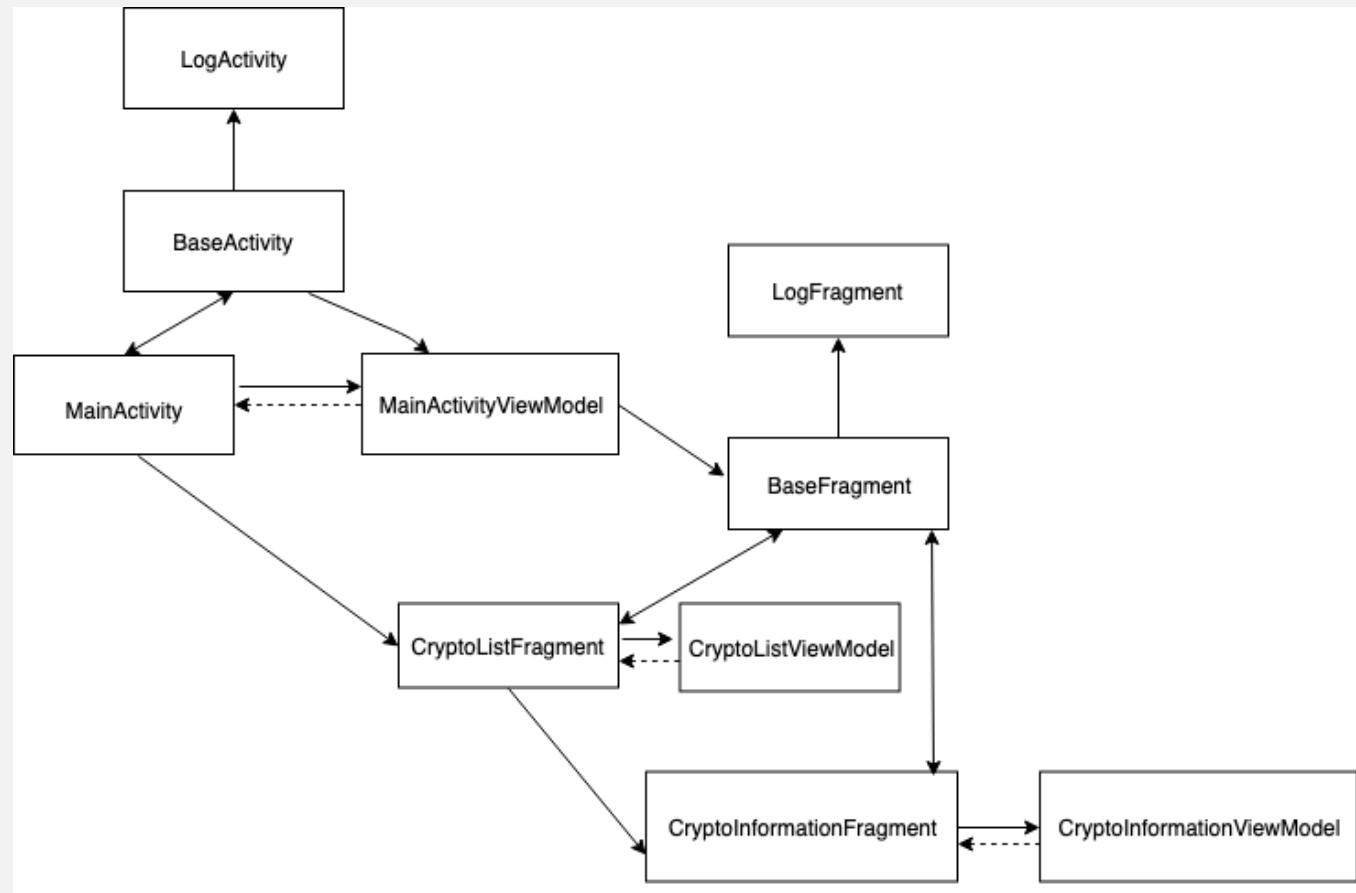 LogActivity
BaseActivity
LogFragment
MainActivity
MainActivityViewModel
BaseFragment
CryptoListFragment
CryptoListViewModel
CryptoInformationFragment
CryptoInformationViewModel